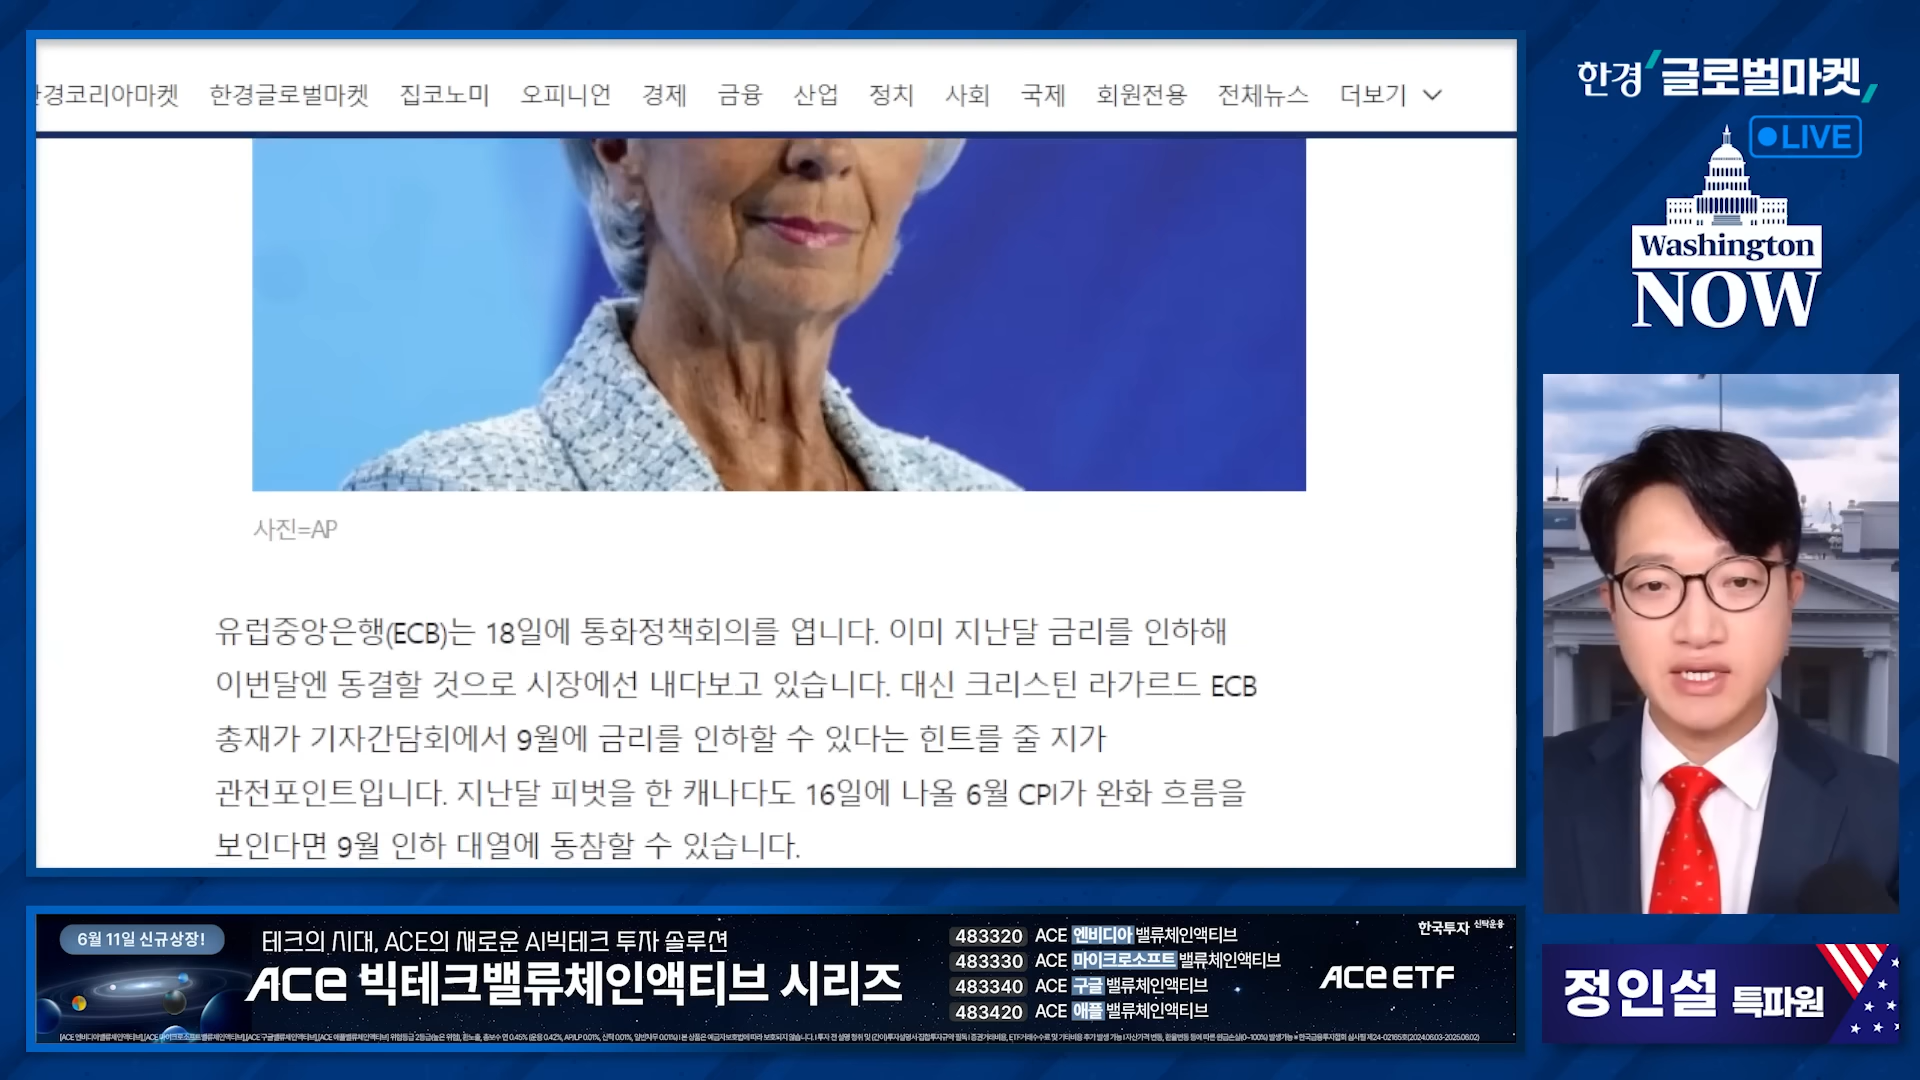 한경코리아마켓 한경글로벌마켓 집코노미 오피니언 경제 금융 산업 정치 사회 국제 회원전용 전체뉴스 더보기
사진=AP
유럽중앙은행(ECB)는 18일에 통화정책회의를 엽니다. 이미 지난달 금리를 인하해
이번달엔 동결할 것으로 시장에선 내다보고 있습니다. 대신 크리스틴 라가르드 ECB
총재가 기자간담회에서 9월에 금리를 인하할 수 있다는 힌트를 줄 지가
관전포인트입니다. 지난달 피벗을 한 캐나다도 16일에 나올 6월 CPI가 완화 흐름을
보인다면 9월 인하 대열에 동참할 수 있습니다.
한경 글로벌마켓
LIVE
Washington
NOW
정인설 특파원
6월 11일 신규상장!
테크의 시대, ACE의 새로운 AI빅테크 투자 솔루션
ACE 빅테크밸류체인액티브 시리즈
483320 ACE 엔비디아 밸류체인액티브
483330 ACE 마이크로소프트 밸류체인액티브
483340 ACE 구글 밸류체인액티브
483420 ACE 애플 밸류체인액티브
한국투자 신탁운용
ACE ETF